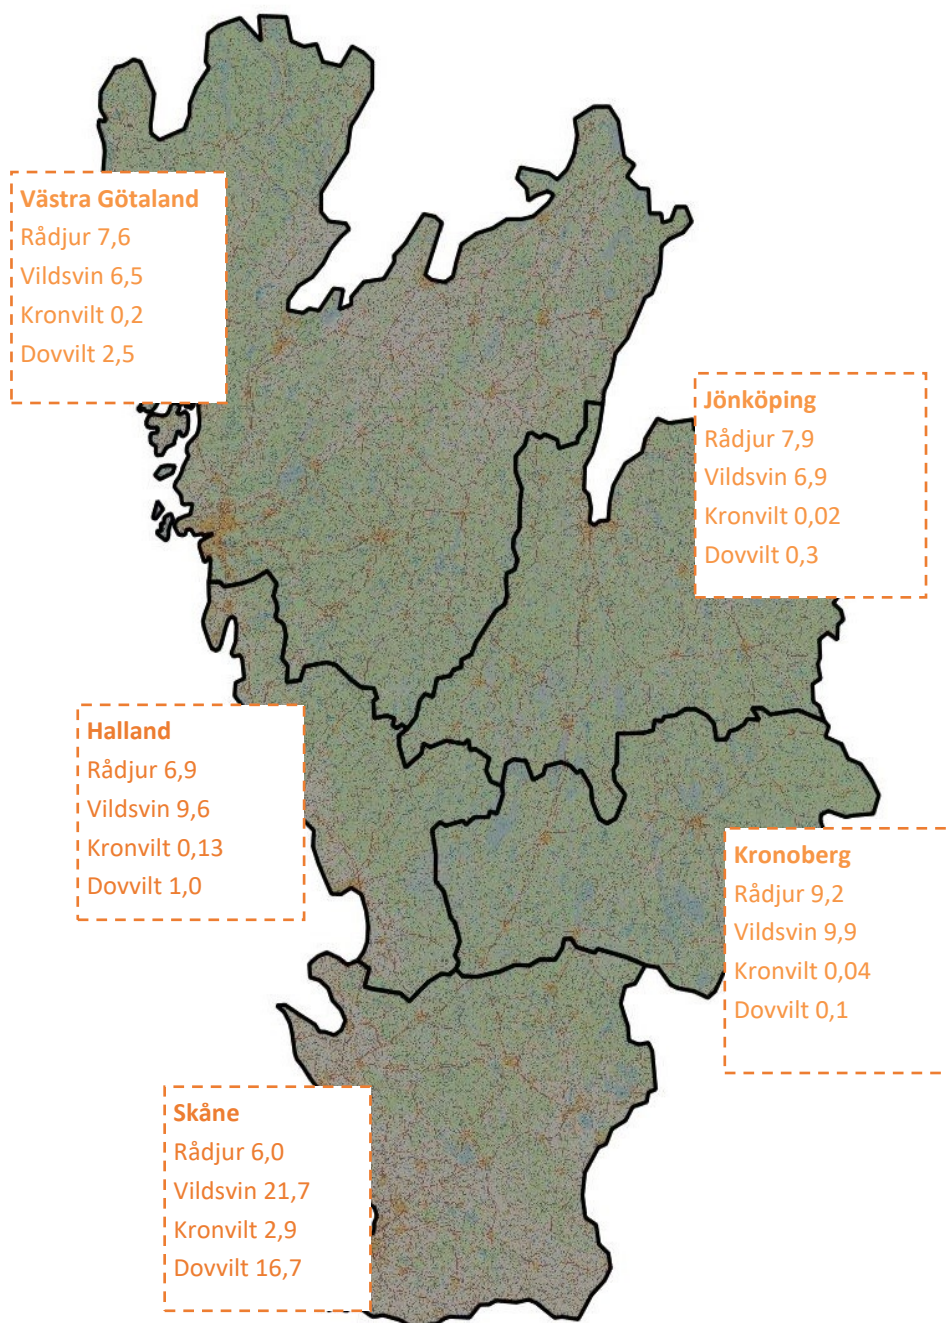 Västra Götaland
Rådjur 7,6
Vildsvin 6,5
Kronvilt 0,2
Dovvilt 2,5
Jönköping
Rådjur 7,9
Vildsvin 6,9
Kronvilt 0,02
Dovvilt 0,3
Halland
Rådjur 6,9
Vildsvin 9,6
Kronvilt 0,13
Dovvilt 1,0
Kronoberg
Rådjur 9,2
Vildsvin 9,9
Kronvilt 0,04
Dovvilt 0,1
Skåne
Rådjur 6,0
Vildsvin 21,7
Kronvilt 2,9
Dovvilt 16,7